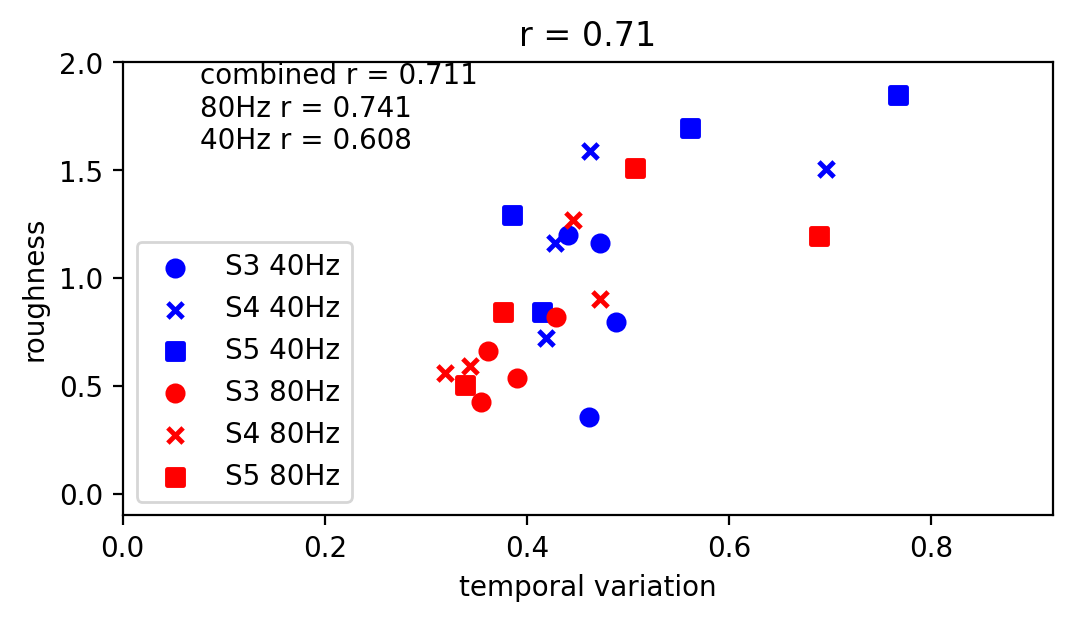 r = 0.71
combined r = 0.711
80Hz r = 0.741
40Hz r = 0.608
2.0
1.5
1.0
0.5
0.0
roughness
S3 40Hz
S4 40Hz
S5 40Hz
S3 80Hz
S4 80Hz
S5 80Hz
0.0 0.2 0.4 0.6 0.8
temporal variation